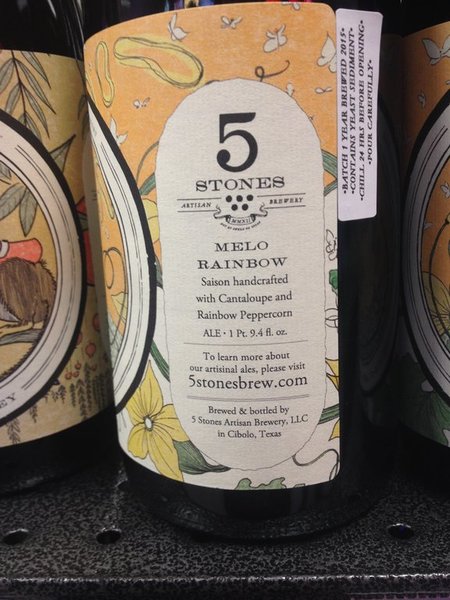 5
STONES
ARTISAN BREWERY
MMXII
MELO
RAINBOW
Saison handcrafted
with Cantaloupe and
Rainbow Peppercorn
ALE • 1 Pt. 9.4 fl. oz.
To learn more about
our artisinal ales, please visit
5stonesbrew.com
Brewed & bottled by
5 Stones Artisan Brewery, LLC
in Cibolo, Texas
•BATCH 1 YEAR BREWED 2015•
•CONTAINS YEAST SEDIMENT•
•CHILL 24 HRS BEFORE OPENING•
•POUR CAREFULLY•
EY